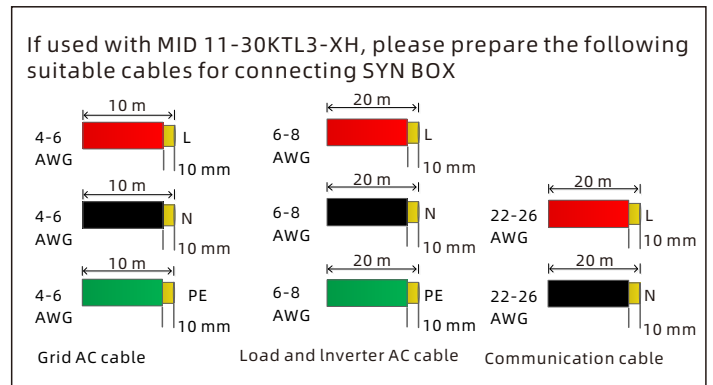 If used with MID 11-30KTL3-XH, please prepare the following
suitable cables for connecting SYN BOX
10 m
4-6
AWG
L
10 mm
10 m
4-6
AWG
N
10 mm
10 m
4-6
AWG
PE
10 mm
Grid AC cable
20 m
6-8
AWG
L
10 mm
20 m
6-8
AWG
N
10 mm
20 m
6-8
AWG
PE
10 mm
Load and Inverter AC cable
20 m
22-26
AWG
L
10 mm
20 m
22-26
AWG
N
10 mm
Communication cable